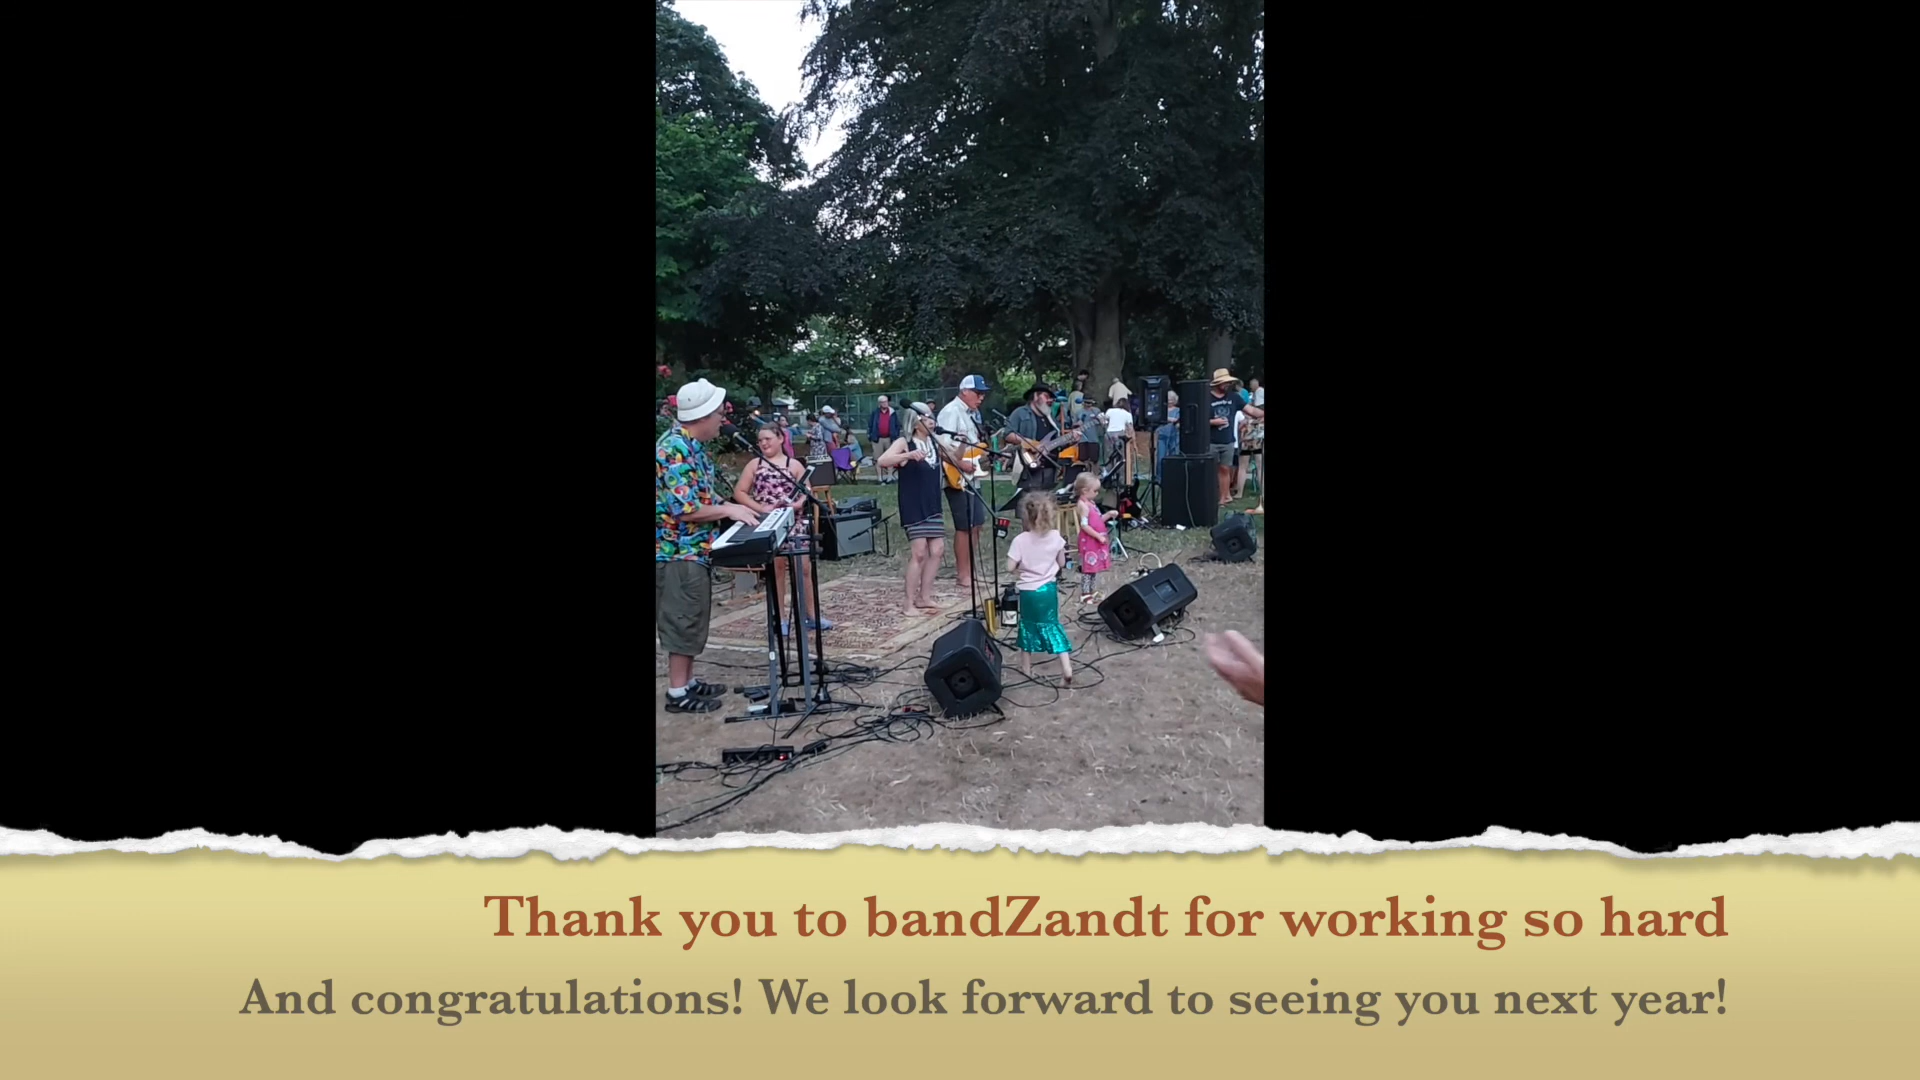 Thank you to bandZandt for working so hard
And congratulations! We look forward to seeing you next year!